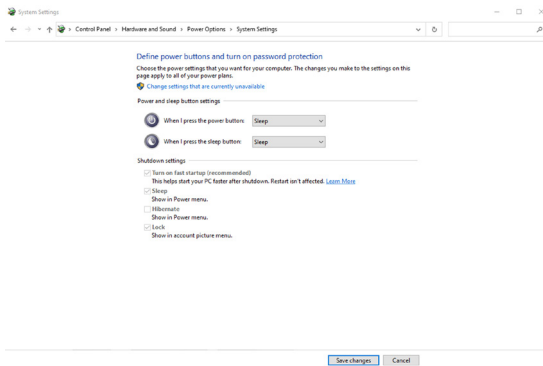 System Settings
Control Panel > Hardware and Sound > Power Options > System Settings
Define power buttons and turn on password protection
Choose the power settings that you want for your computer. The changes you make to the settings on this
page apply to all of your power plans.
Change settings that are currently unavailable
Power and sleep button settings
When I press the power button: Sleep
When I press the sleep button: Sleep
Shutdown settings
Turn on fast startup (recommended)
This helps start your PC faster after shutdown. Restart isn't affected. Learn More
Sleep
Show in Power menu.
Hibernate
Show in Power menu.
Lock
Show in account picture menu.
Save changes Cancel